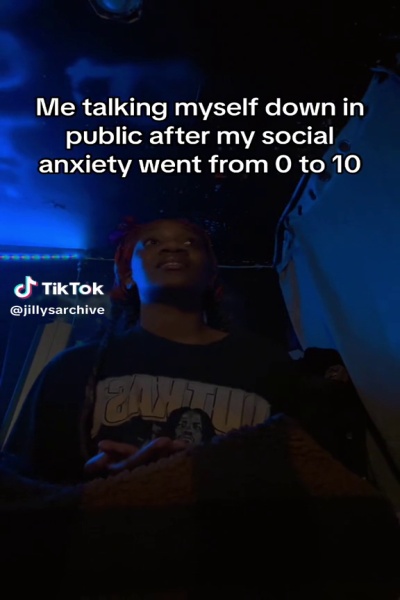 Me talking myself down in
public after my social
anxiety went from 0 to 10
TikTok
@jillysarchive